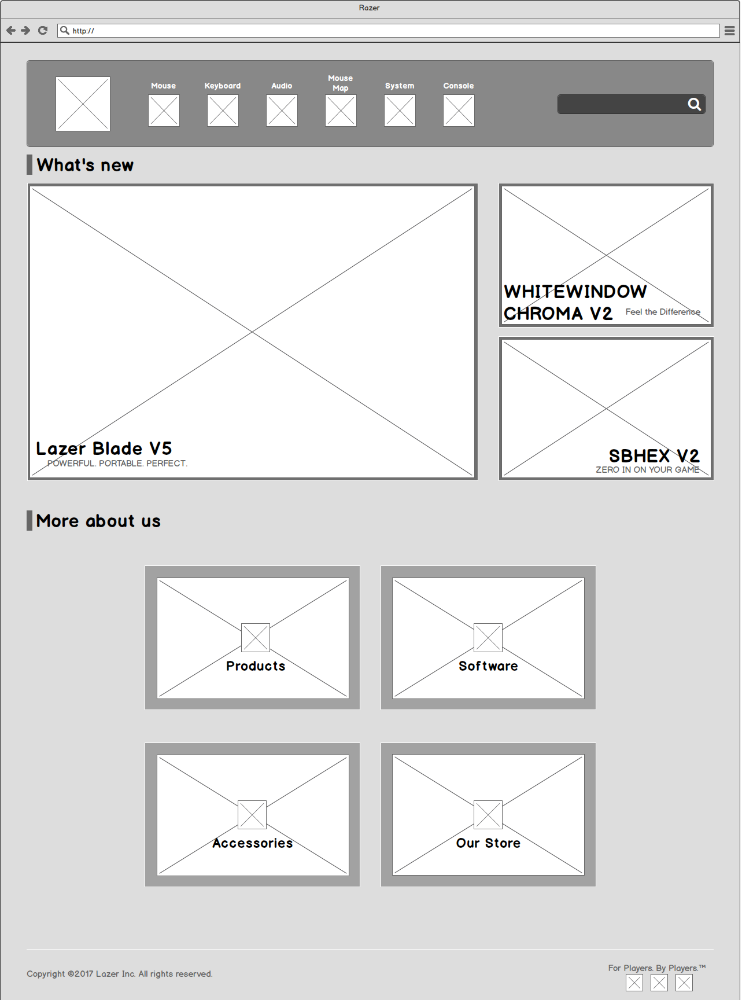 Razer
http://
Mouse
Keyboard
Audio
Mouse
Map
System
Console
What's new
WHITEWINDOW
CHROMA V2
Feel the Difference
Lazer Blade V5
POWERFUL. PORTABLE. PERFECT.
SBHEX V2
ZERO IN ON YOUR GAME
More about us
Products
Software
Accessories
Our Store
Copyright ©2017 Lazer Inc. All rights reserved.
For Players. By Players.™